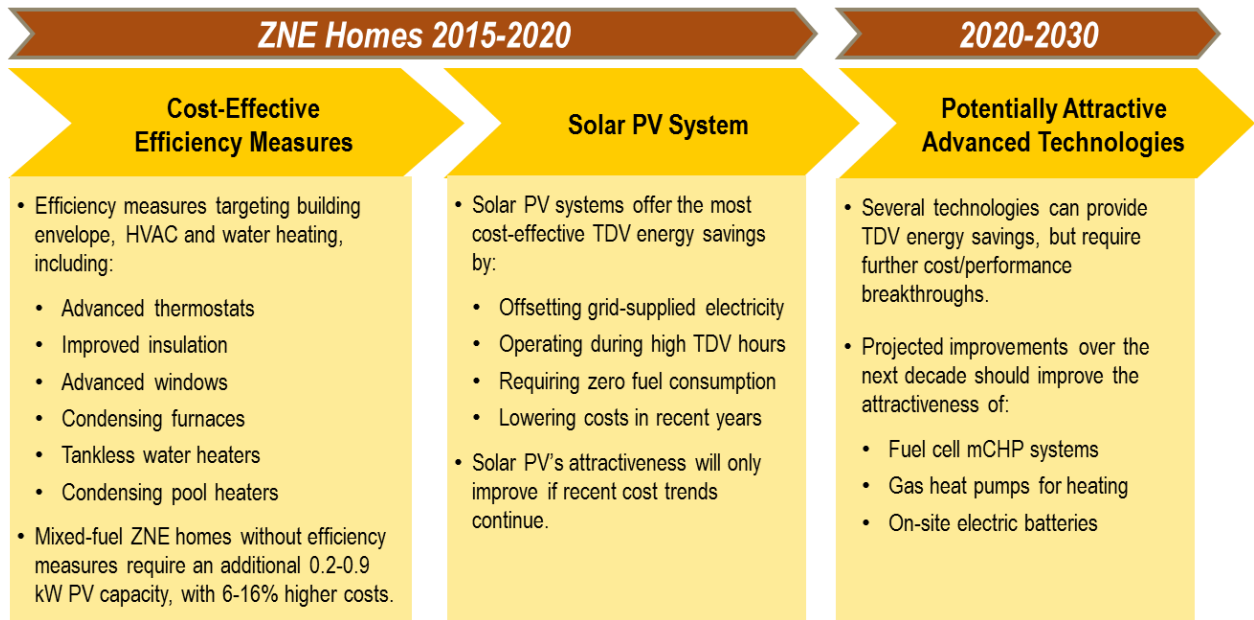 ZNE Homes 2015-2020
2020-2030
Cost-Effective
Efficiency Measures
• Efficiency measures targeting building
envelope, HVAC and water heating,
including:
• Advanced thermostats
• Improved insulation
• Advanced windows
• Condensing furnaces
• Tankless water heaters
• Condensing pool heaters
• Mixed-fuel ZNE homes without efficiency
measures require an additional 0.2-0.9
kW PV capacity, with 6-16% higher costs.
Solar PV System
• Solar PV systems offer the most
cost-effective TDV energy savings
by:
• Offsetting grid-supplied electricity
• Operating during high TDV hours
• Requiring zero fuel consumption
• Lowering costs in recent years
• Solar PV's attractiveness will only
improve if recent cost trends
continue.
Potentially Attractive
Advanced Technologies
• Several technologies can provide
TDV energy savings, but require
further cost/performance
breakthroughs.
• Projected improvements over the
next decade should improve the
attractiveness of:
• Fuel cell mCHP systems
• Gas heat pumps for heating
• On-site electric batteries